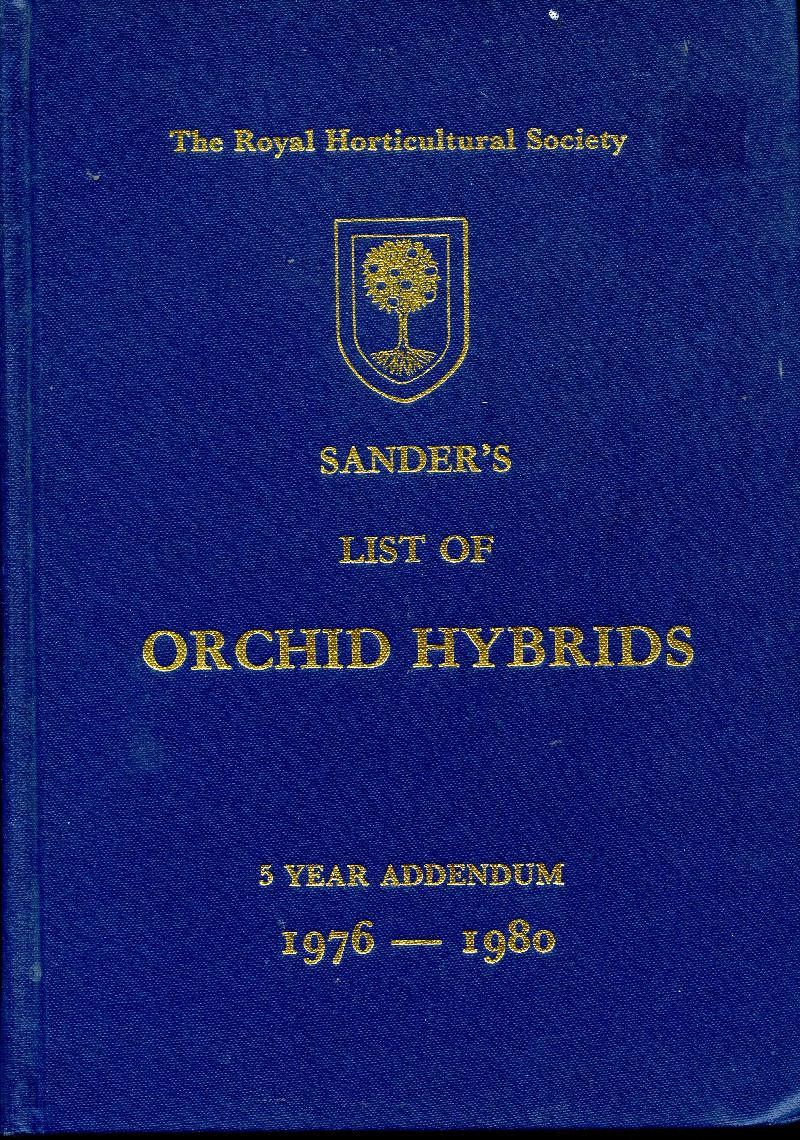 The Royal Horticultural Society
SANDER'S
LIST OF
ORCHID HYBRIDS
5 YEAR ADDENDUM
1976 — 1980